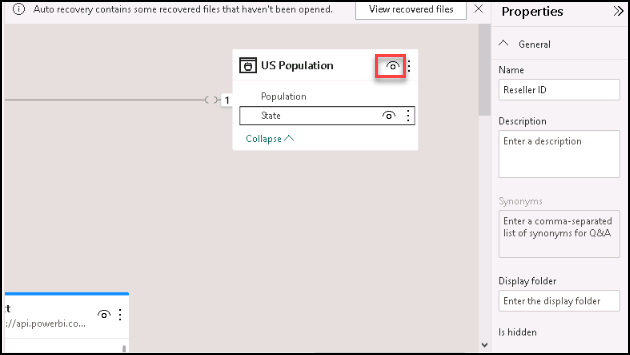 Auto recovery contains some recovered files that haven't been opened.
View recovered files
US Population
1
Population
State
Collapse
ct
://api.powerbi.co...
Properties
General
Name
Reseller ID
Description
Enter a description
Synonyms
Enter a comma-separated
list of synonyms for Q&A
Display folder
Enter the display folder
Is hidden